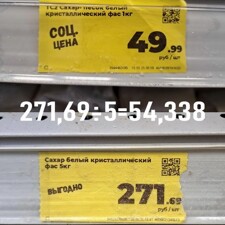 ТС2 Сахар-песок белый
кристаллический фас 1кг
СОЦ.
ЦЕНА
49.99
руб/шт
271,69:5-54,338
Сахар белый кристаллический
фас 5кг
ВЫГОДНО
271.69
руб/шт